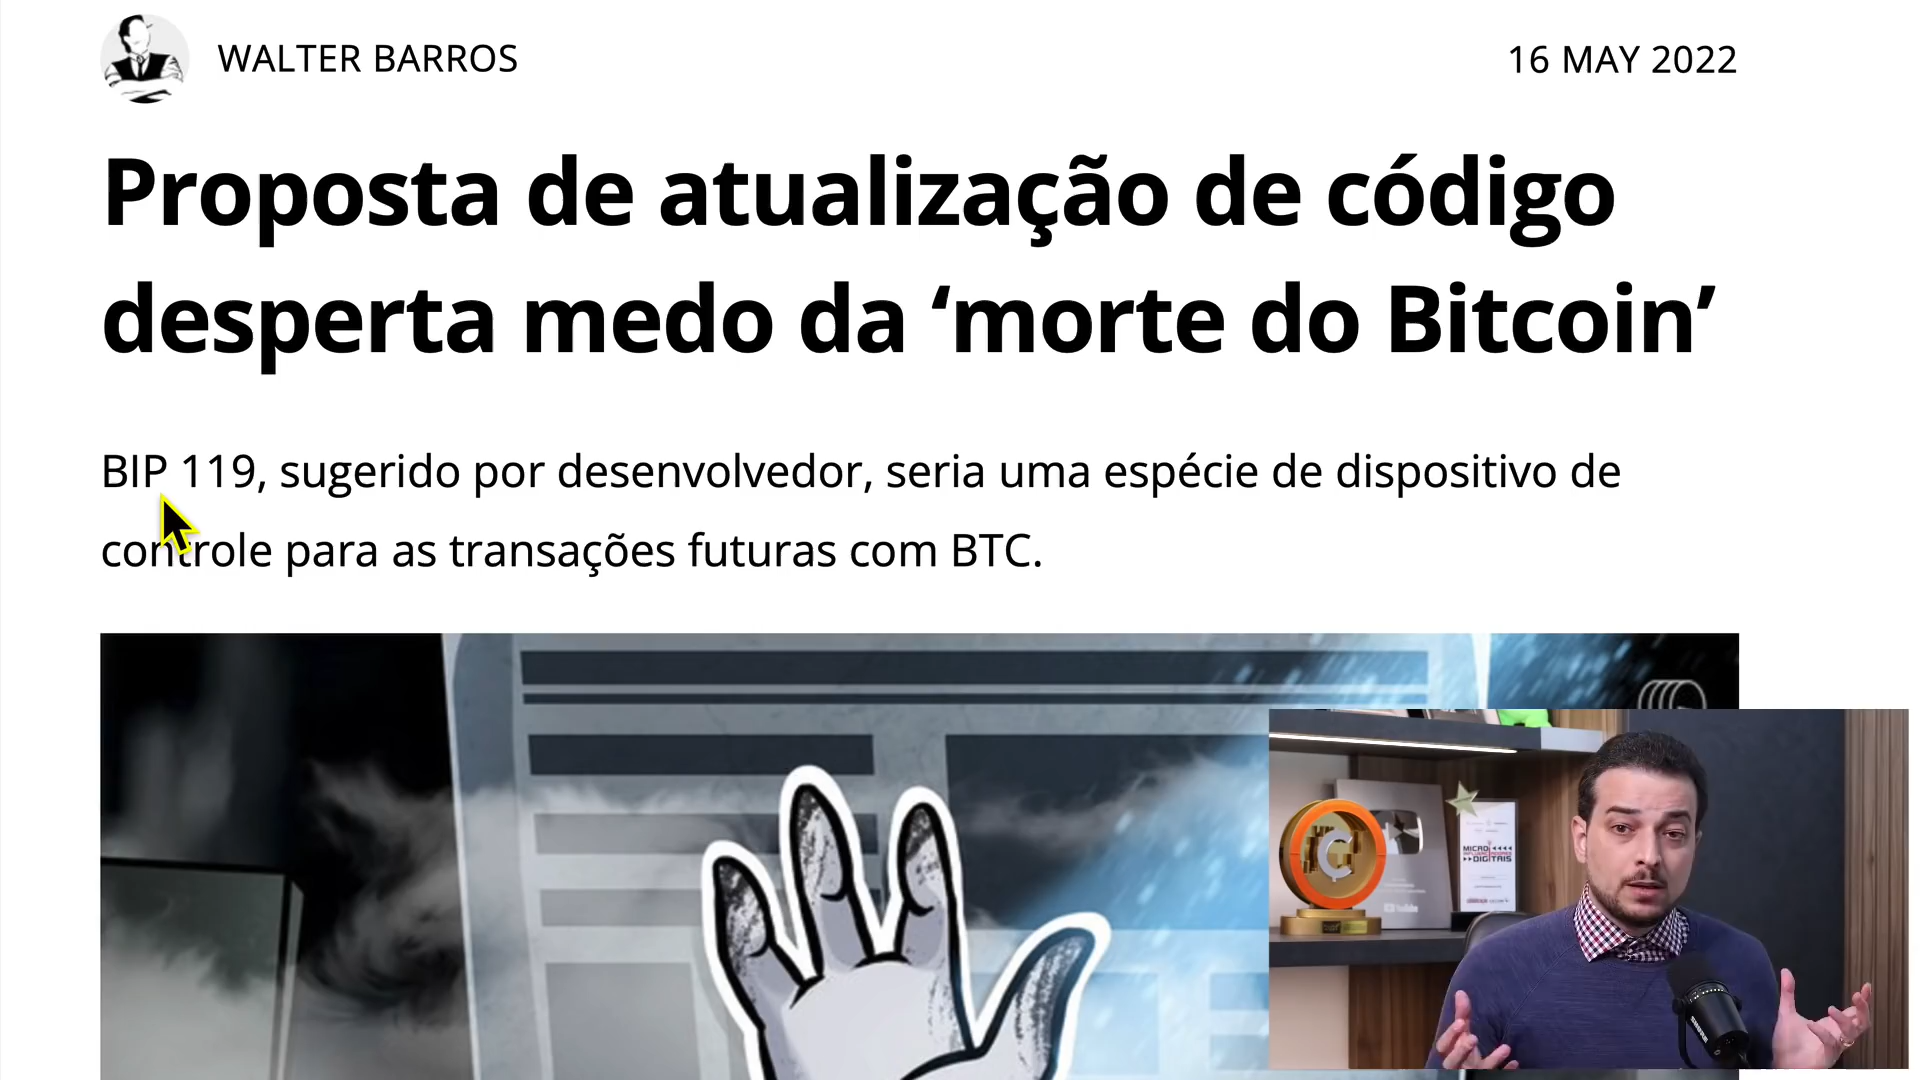 WALTER BARROS
16 MAY 2022
Proposta de atualização de código
desperta medo da ‘morte do Bitcoin’
BIP 119, sugerido por desenvolvedor, seria uma espécie de dispositivo de
controle para as transações futuras com BTC.
MICRO
DIGITAIS
YouTube